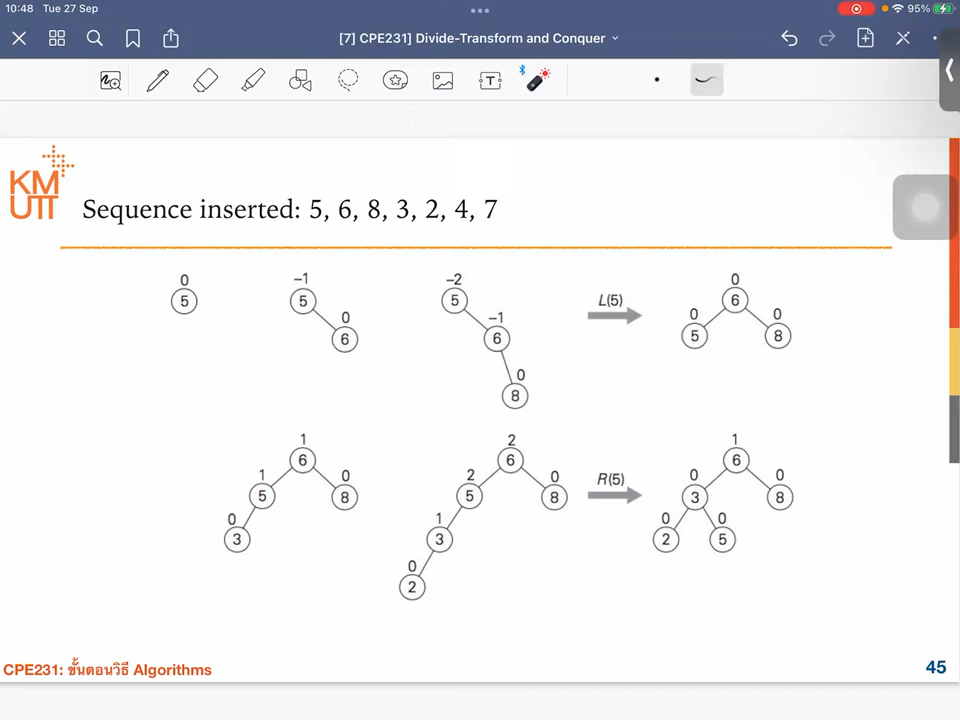 10:48 Tue 27 Sep
95%
[7] CPE231] Divide-Transform and Conquer
T
KM
UTT
Sequence inserted: 5, 6, 8, 3, 2, 4, 7
0 −1 −2 0
5 5 5 L(5) 6
0 −1 0 0
6 6 5 8
0
8
1 2 1
6 6 6
1 0 2 0 R(5) 0 0
5 8 5 8 3 8
0 1 0 0
3 3 2 5
0
2
CPE231: ขั้นตอนวิธี Algorithms
45